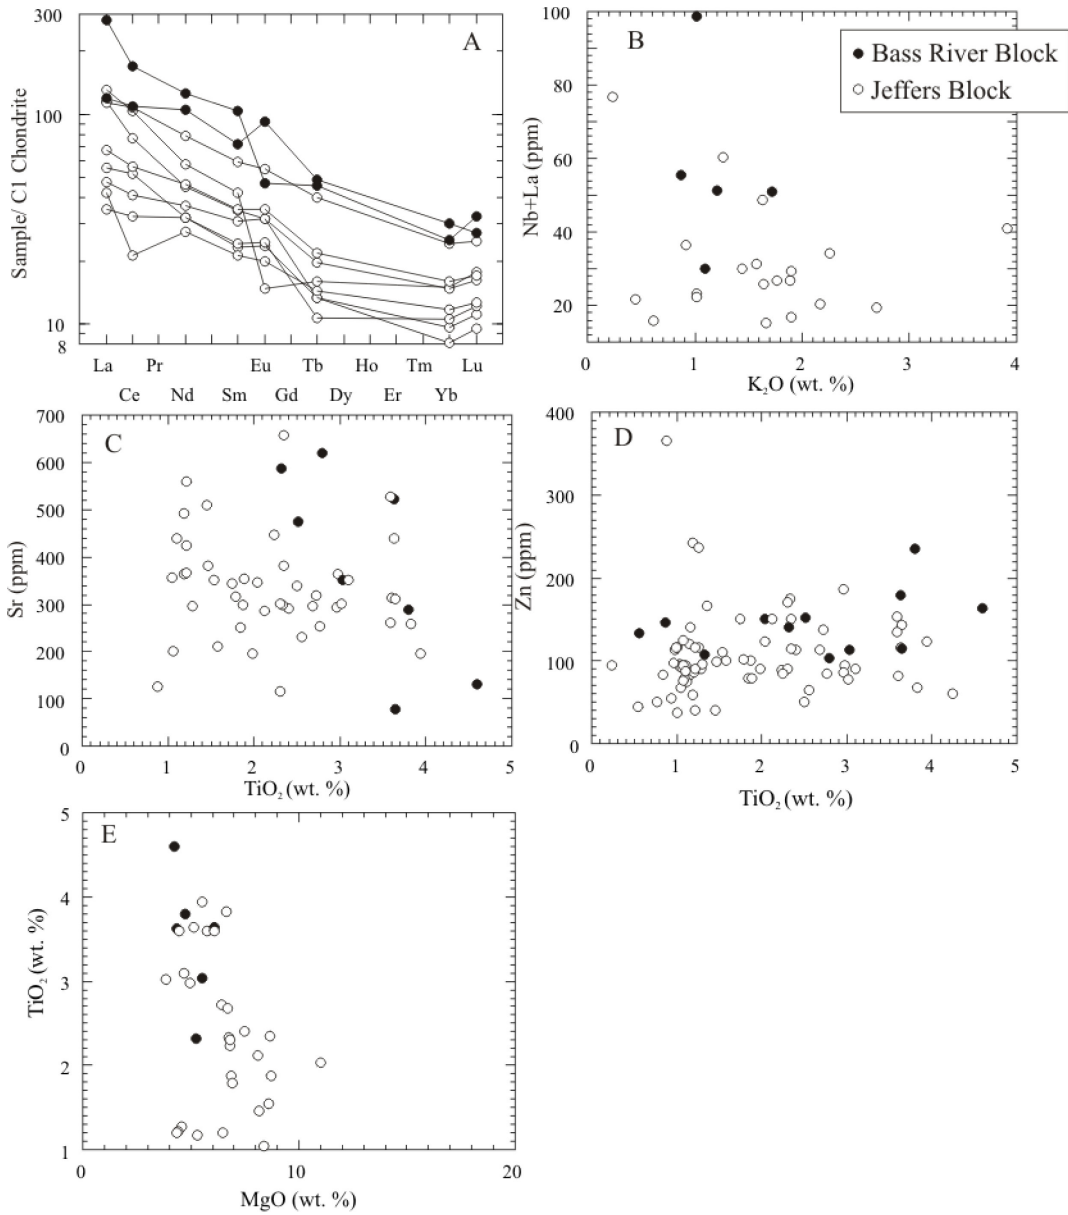 A
300
100
10
8
Sample/ C1 Chondrite
La Pr Eu Tb Ho Tm Lu
Ce Nd Sm Gd Dy Er Yb
B
Bass River Block
Jeffers Block
100
80
60
40
20
Nb+La (ppm)
0 1 2 3 4
K₂O (wt. %)
C
700
600
500
400
300
200
100
0
Sr (ppm)
0 1 2 3 4 5
TiO₂ (wt. %)
D
400
300
200
100
0
Zn (ppm)
0 1 2 3 4 5
TiO₂ (wt. %)
E
5
4
3
2
1
TiO₂ (wt. %)
0 10 20
MgO (wt. %)